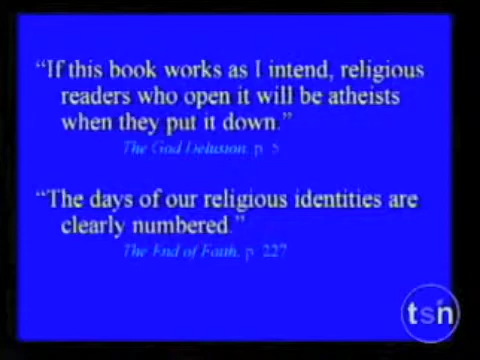 “If this book works as I intend, religious
readers who open it will be atheists
when they put it down.”
The God Delusion. p. 5
“The days of our religious identities are
clearly numbered.”
The End of Faith. p. 227
tsn